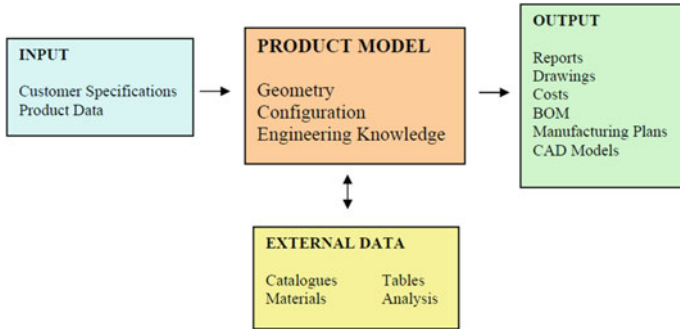 INPUT
Customer Specifications
Product Data
PRODUCT MODEL
Geometry
Configuration
Engineering Knowledge
OUTPUT
Reports
Drawings
Costs
BOM
Manufacturing Plans
CAD Models
EXTERNAL DATA
Catalogues Tables
Materials Analysis